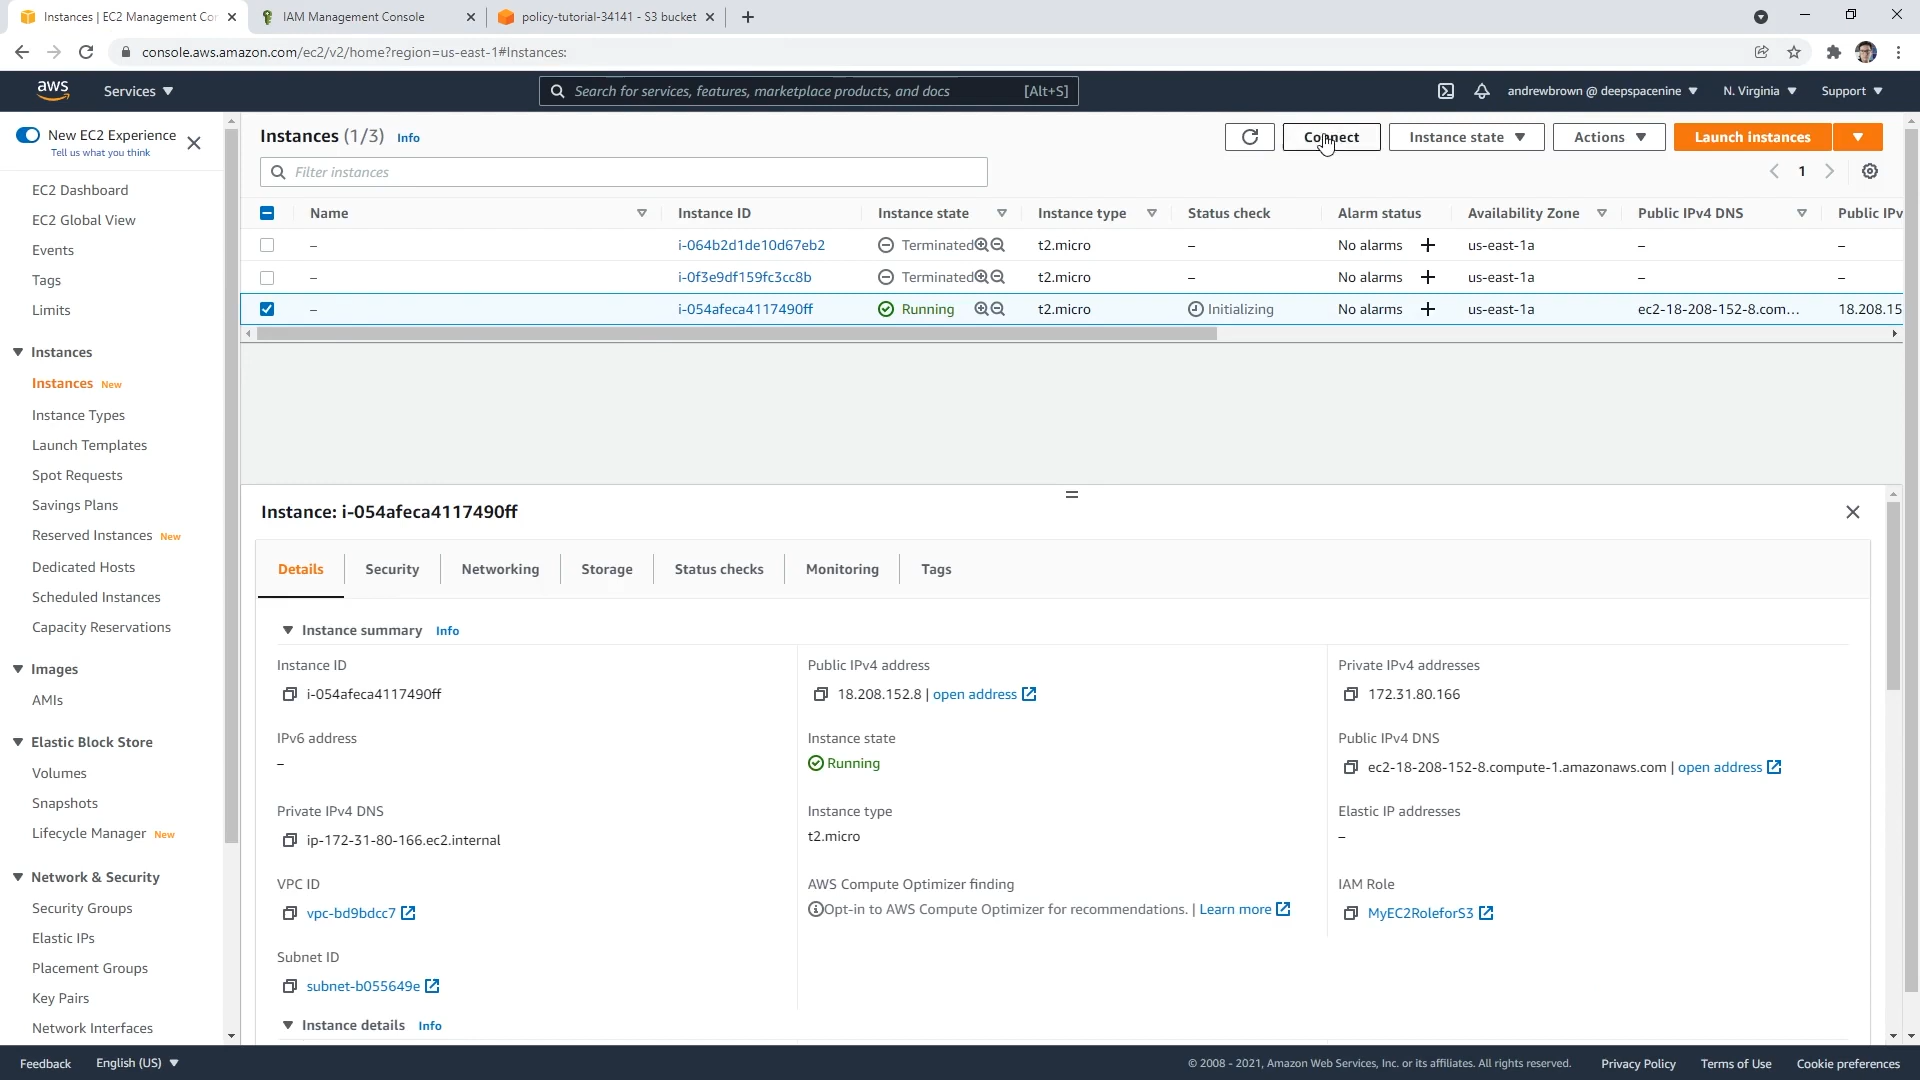 Instances | EC2 Management Con
IAM Management Console
policy-tutorial-34141 - S3 bucket
console.aws.amazon.com/ec2/v2/home?region=us-east-1#Instances:
aws
Services
Search for services, features, marketplace products, and docs
[Alt+S]
andrewbrown @ deepspacenine
N. Virginia
Support
New EC2 Experience
Tell us what you think
EC2 Dashboard
EC2 Global View
Events
Tags
Limits
Instances
Instances New
Instance Types
Launch Templates
Spot Requests
Savings Plans
Reserved Instances New
Dedicated Hosts
Scheduled Instances
Capacity Reservations
Images
AMIs
Elastic Block Store
Volumes
Snapshots
Lifecycle Manager New
Network & Security
Security Groups
Elastic IPs
Placement Groups
Key Pairs
Network Interfaces
Instances (1/3) Info
Connect
Instance state
Actions
Launch instances
Filter instances
1
Name Instance ID Instance state Instance type Status check Alarm status Availability Zone Public IPv4 DNS Public IPv
– i-064b2d1de10d67eb2 Terminated t2.micro – No alarms + us-east-1a – –
– i-0f3e9df159fc3cc8b Terminated t2.micro – No alarms + us-east-1a – –
– i-054afeca4117490ff Running t2.micro Initializing No alarms + us-east-1a ec2-18-208-152-8.com... 18.208.15
Instance: i-054afeca4117490ff
Details Security Networking Storage Status checks Monitoring Tags
Instance summary Info
Instance ID
i-054afeca4117490ff
Public IPv4 address
18.208.152.8 | open address
Private IPv4 addresses
172.31.80.166
IPv6 address
–
Instance state
Running
Public IPv4 DNS
ec2-18-208-152-8.compute-1.amazonaws.com | open address
Private IPv4 DNS
ip-172-31-80-166.ec2.internal
Instance type
t2.micro
Elastic IP addresses
–
VPC ID
vpc-bd9bdcc7
AWS Compute Optimizer finding
Opt-in to AWS Compute Optimizer for recommendations. | Learn more
IAM Role
MyEC2RoleforS3
Subnet ID
subnet-b055649e
Instance details Info
Feedback
English (US)
© 2008 - 2021, Amazon Web Services, Inc. or its affiliates. All rights reserved.
Privacy Policy
Terms of Use
Cookie preferences